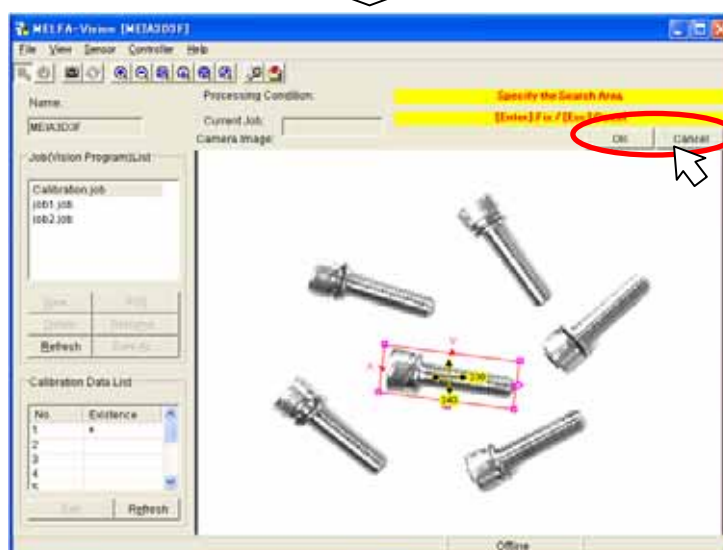 MELFA-Vision [MEIA3D3F]
File View Sensor Controller Help
Name:
MEIA3D3F
Processing Condition:
Current Job:
Camera Image:
Specify the Search Area.
OK Cancel
Job(Vision Program)List
Calibration.job
job1.job
job2.job
Refresh
Calibration Data List
No. Existence
1 *
2
3
4
5
Refresh
Offline